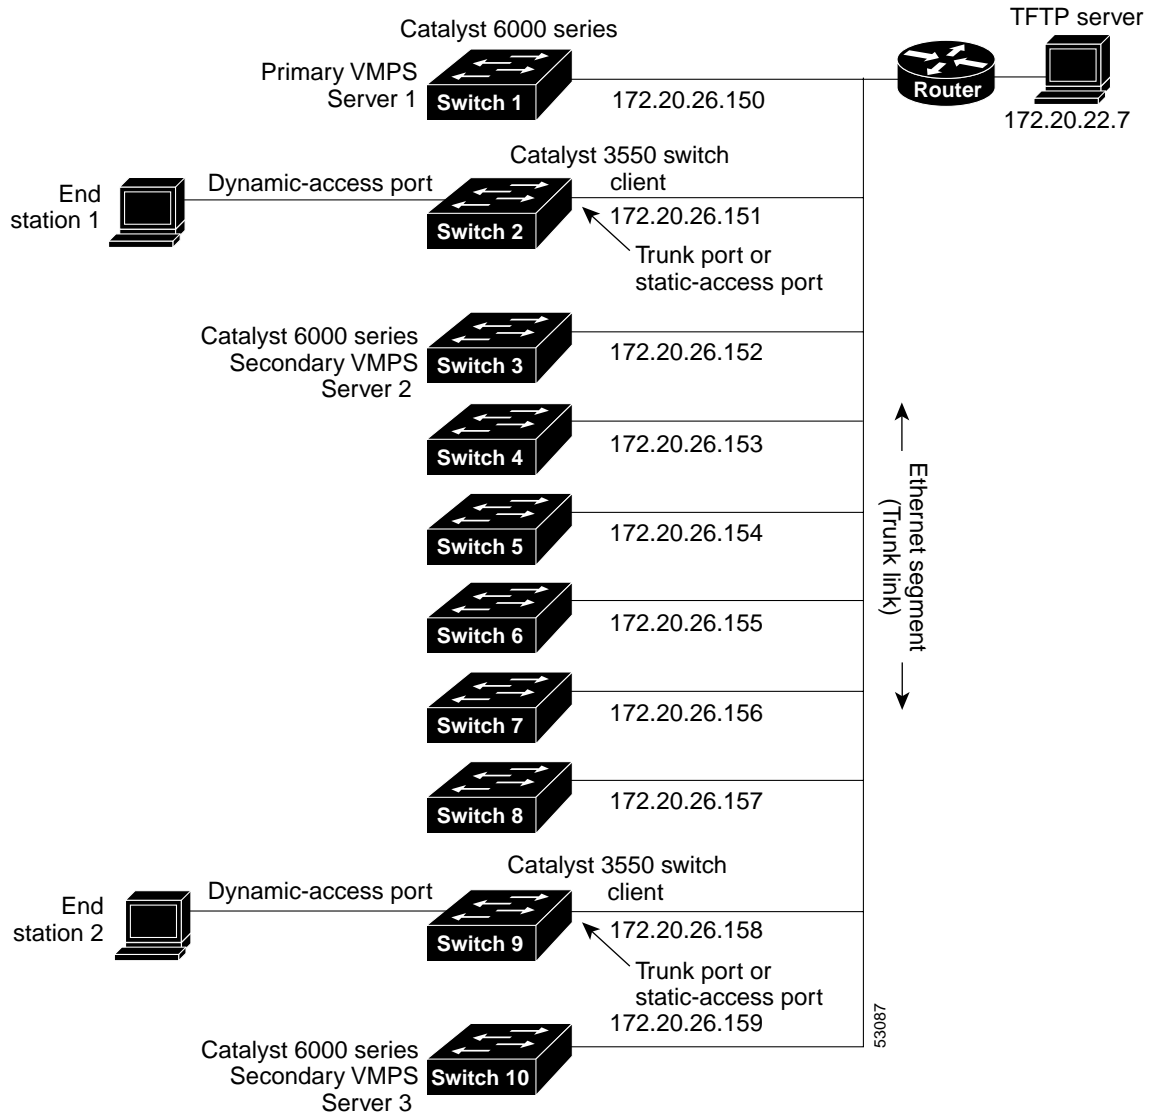 Catalyst 6000 series
TFTP server
Primary VMPS
Server 1
Switch 1
172.20.26.150
Router
172.20.22.7
Catalyst 3550 switch
client
End
station 1
Dynamic-access port
Switch 2
172.20.26.151
Trunk port or
static-access port
Catalyst 6000 series
Secondary VMPS
Server 2
Switch 3
172.20.26.152
Switch 4
172.20.26.153
Ethernet segment
(Trunk link)
Switch 5
172.20.26.154
Switch 6
172.20.26.155
Switch 7
172.20.26.156
Switch 8
172.20.26.157
Catalyst 3550 switch
client
End
station 2
Dynamic-access port
Switch 9
172.20.26.158
Trunk port or
static-access port
172.20.26.159
53087
Catalyst 6000 series
Secondary VMPS
Server 3
Switch 10